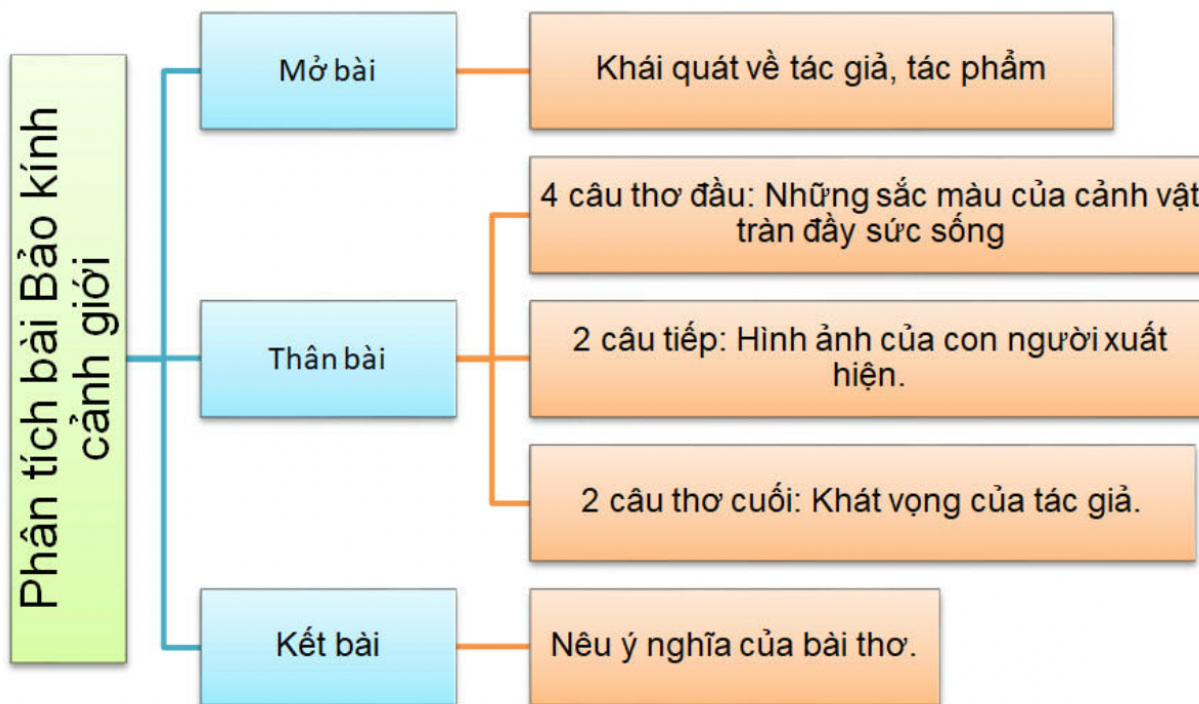 Phân tích bài Bảo kính
cảnh giới
Mở bài
Khái quát về tác giả, tác phẩm
Thân bài
4 câu thơ đầu: Những sắc màu của cảnh vật
tràn đầy sức sống
2 câu tiếp: Hình ảnh của con người xuất
hiện.
2 câu thơ cuối: Khát vọng của tác giả.
Kết bài
Nêu ý nghĩa của bài thơ.